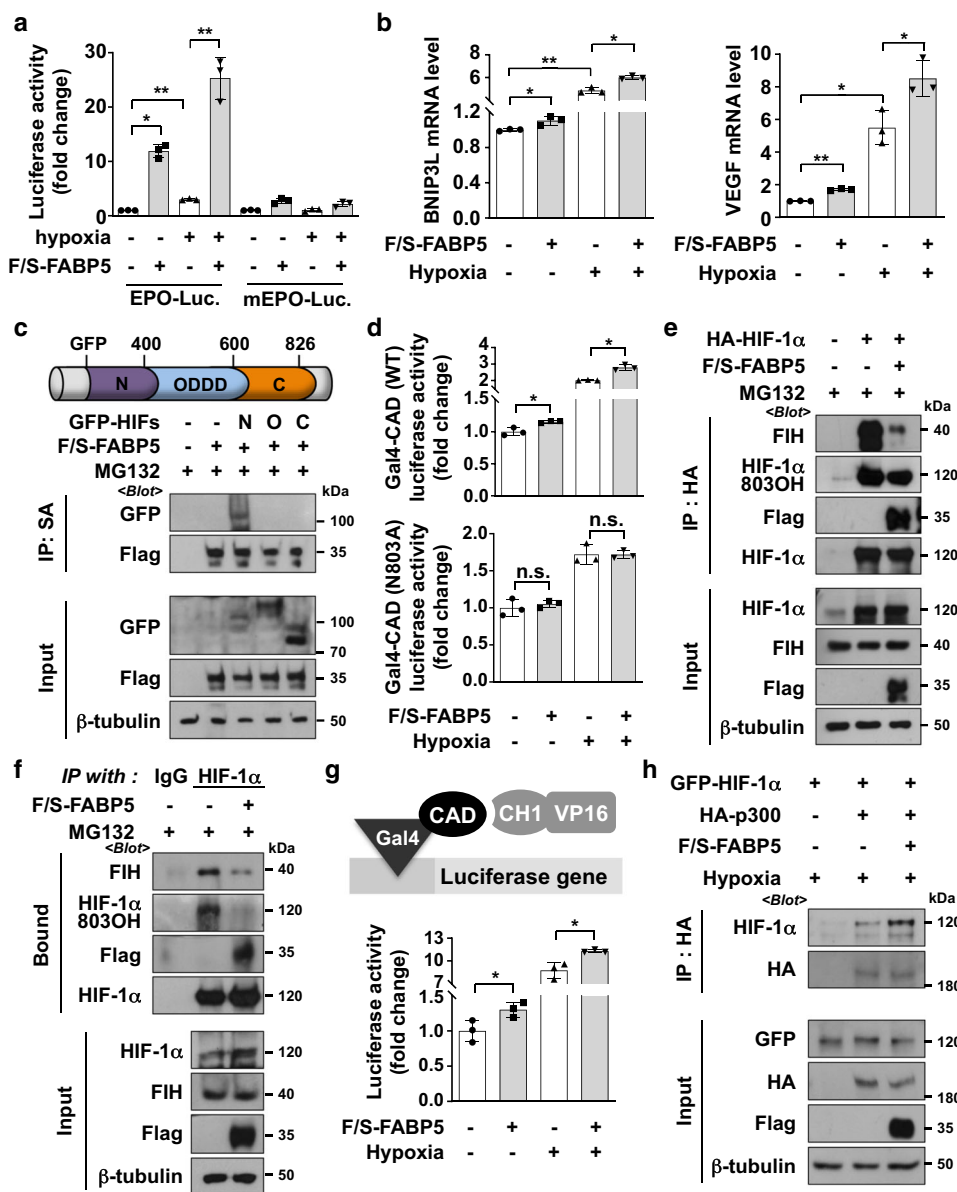 a
Luciferase activity
(fold change)
30
20
10
0
** 
* 
** 
**
hypoxia - - + + - - + +
F/S-FABP5 - + - + - + - +
EPO-Luc. mEPO-Luc.
b
BNIP3L mRNA level
8
6
4
1.2
0.9
0.6
0.3
0.0
**
*
*
F/S-FABP5 - + - +
Hypoxia - - + +
VEGF mRNA level
10
8
6
4
2
0
*
*
**
F/S-FABP5 - + - +
Hypoxia - - + +
c
GFP 400 600 826
N ODDD C
GFP-HIFs - - N O C
F/S-FABP5 - + + + +
MG132 + + + + +
<Blot> kDa
IP: SA
GFP 100
Flag 35
Input
GFP 100
70
Flag 35
β-tubulin 50
d
Gal4-CAD (WT)
luciferase activity
(fold change)
3.0
2.5
2.0
1.5
1.0
0.5
0.0
*
*
Gal4-CAD (N803A)
luciferase activity
(fold change)
2.0
1.5
1.0
0.5
0.0
n.s.
n.s.
F/S-FABP5 - + - +
Hypoxia - - + +
e
HA-HIF-1α - + +
F/S-FABP5 - - +
MG132 + + +
<Blot> kDa
IP : HA
FIH 40
HIF-1α
803OH 120
Flag 35
HIF-1α 120
Input
HIF-1α 120
FIH 40
Flag 35
β-tubulin 50
f
IP with : IgG HIF-1α
F/S-FABP5 - - +
MG132 + + +
<Blot> kDa
Bound
FIH 40
HIF-1α
803OH 120
Flag 35
HIF-1α 120
Input
HIF-1α 120
FIH 40
Flag 35
β-tubulin 50
g
CAD CH1 VP16
Gal4
Luciferase gene
Luciferase activity
(fold change)
13
10
7
1.5
1.0
0.5
0.0
*
*
F/S-FABP5 - + - +
Hypoxia - - + +
h
GFP-HIF-1α + + +
HA-p300 - + +
F/S-FABP5 - - +
Hypoxia + + +
<Blot> kDa
IP : HA
HIF-1α 120
HA
180
Input
GFP 120
HA
180
Flag 35
β-tubulin 50